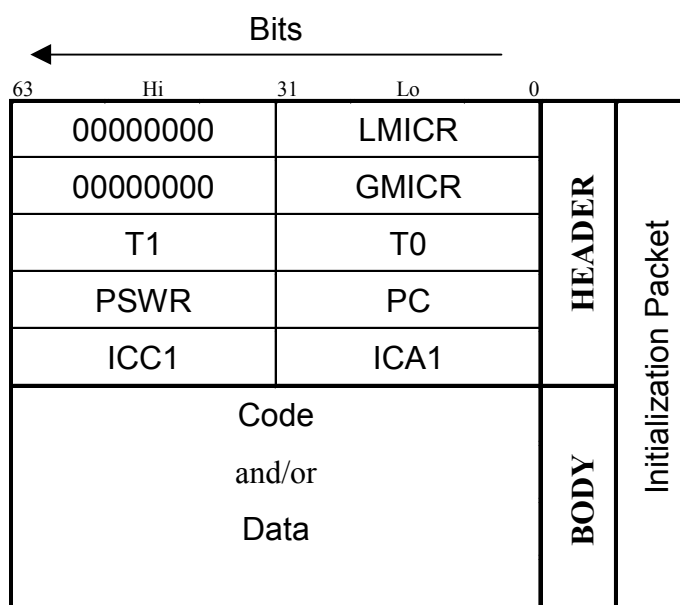 Bits
63 Hi 31 Lo 0
00000000 LMICR
00000000 GMICR
T1 T0
PSWR PC
ICC1 ICA1
HEADER
Code
and/or
Data
BODY
Initialization Packet